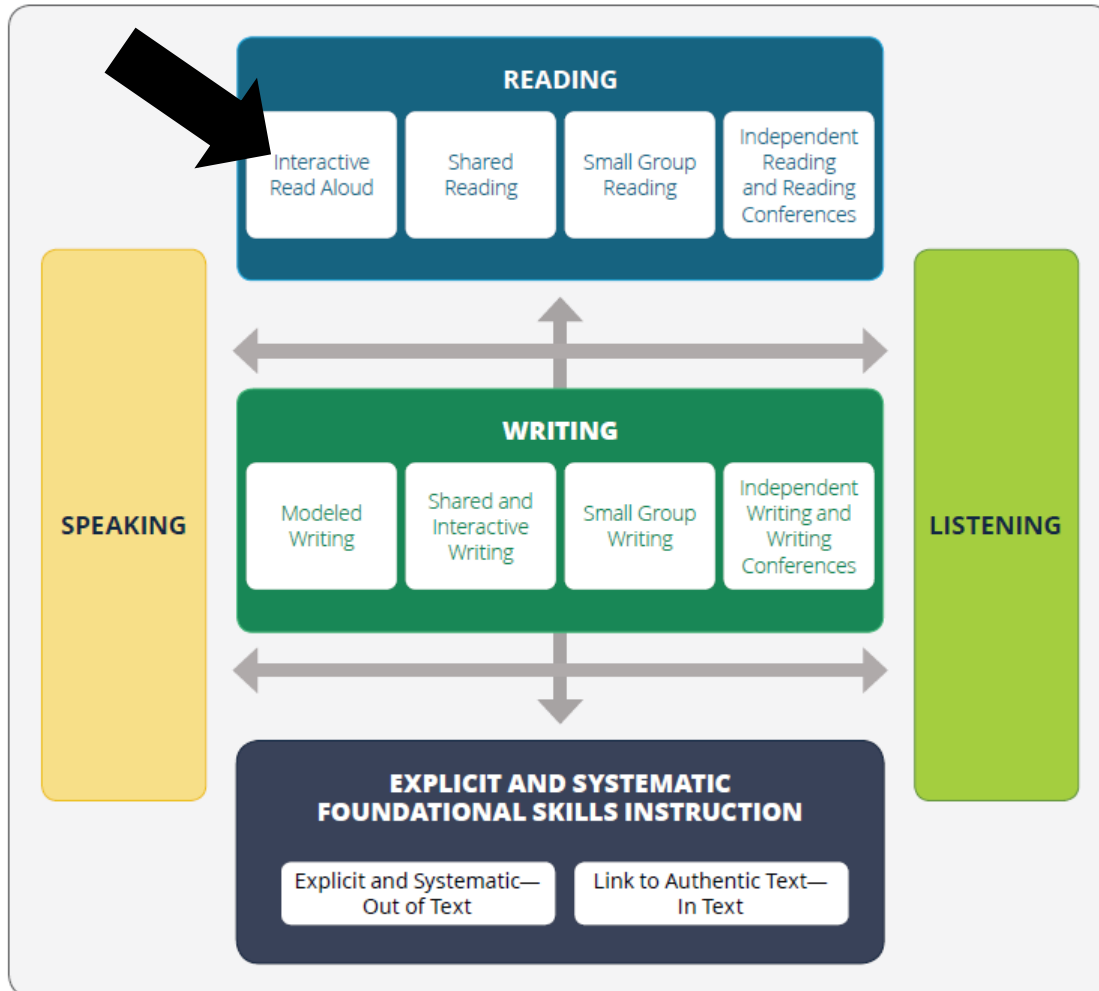 READING
Interactive
Read Aloud
Shared
Reading
Small Group
Reading
Independent
Reading
and Reading
Conferences
SPEAKING
WRITING
Modeled
Writing
Shared and
Interactive
Writing
Small Group
Writing
Independent
Writing and
Writing
Conferences
LISTENING
EXPLICIT AND SYSTEMATIC
FOUNDATIONAL SKILLS INSTRUCTION
Explicit and Systematic—
Out of Text
Link to Authentic Text—
In Text